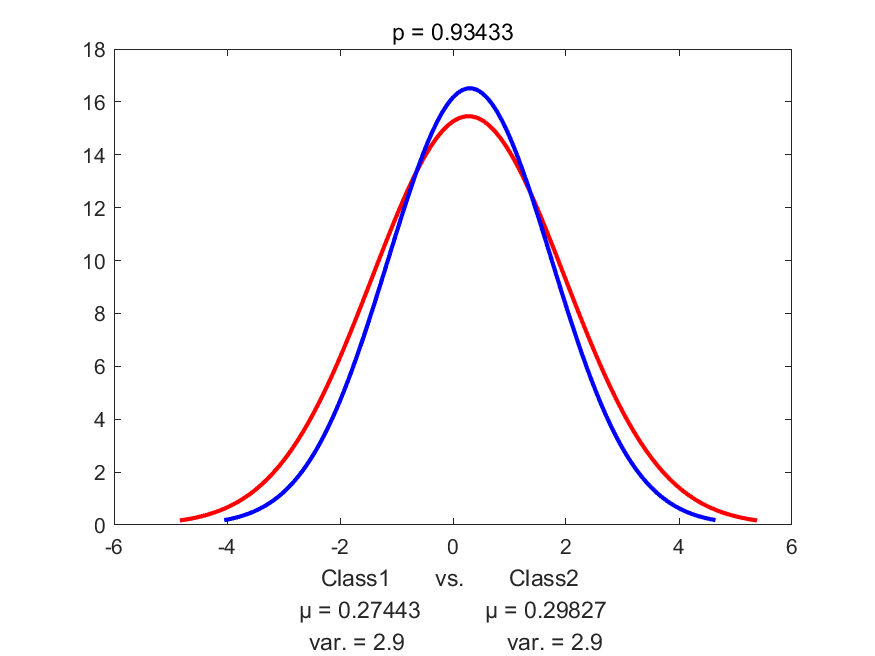 p = 0.93433
18
16
14
12
10
8
6
4
2
0
-6 -4 -2 0 2 4 6
Class1 vs. Class2
μ = 0.27443 μ = 0.29827
var. = 2.9 var. = 2.9